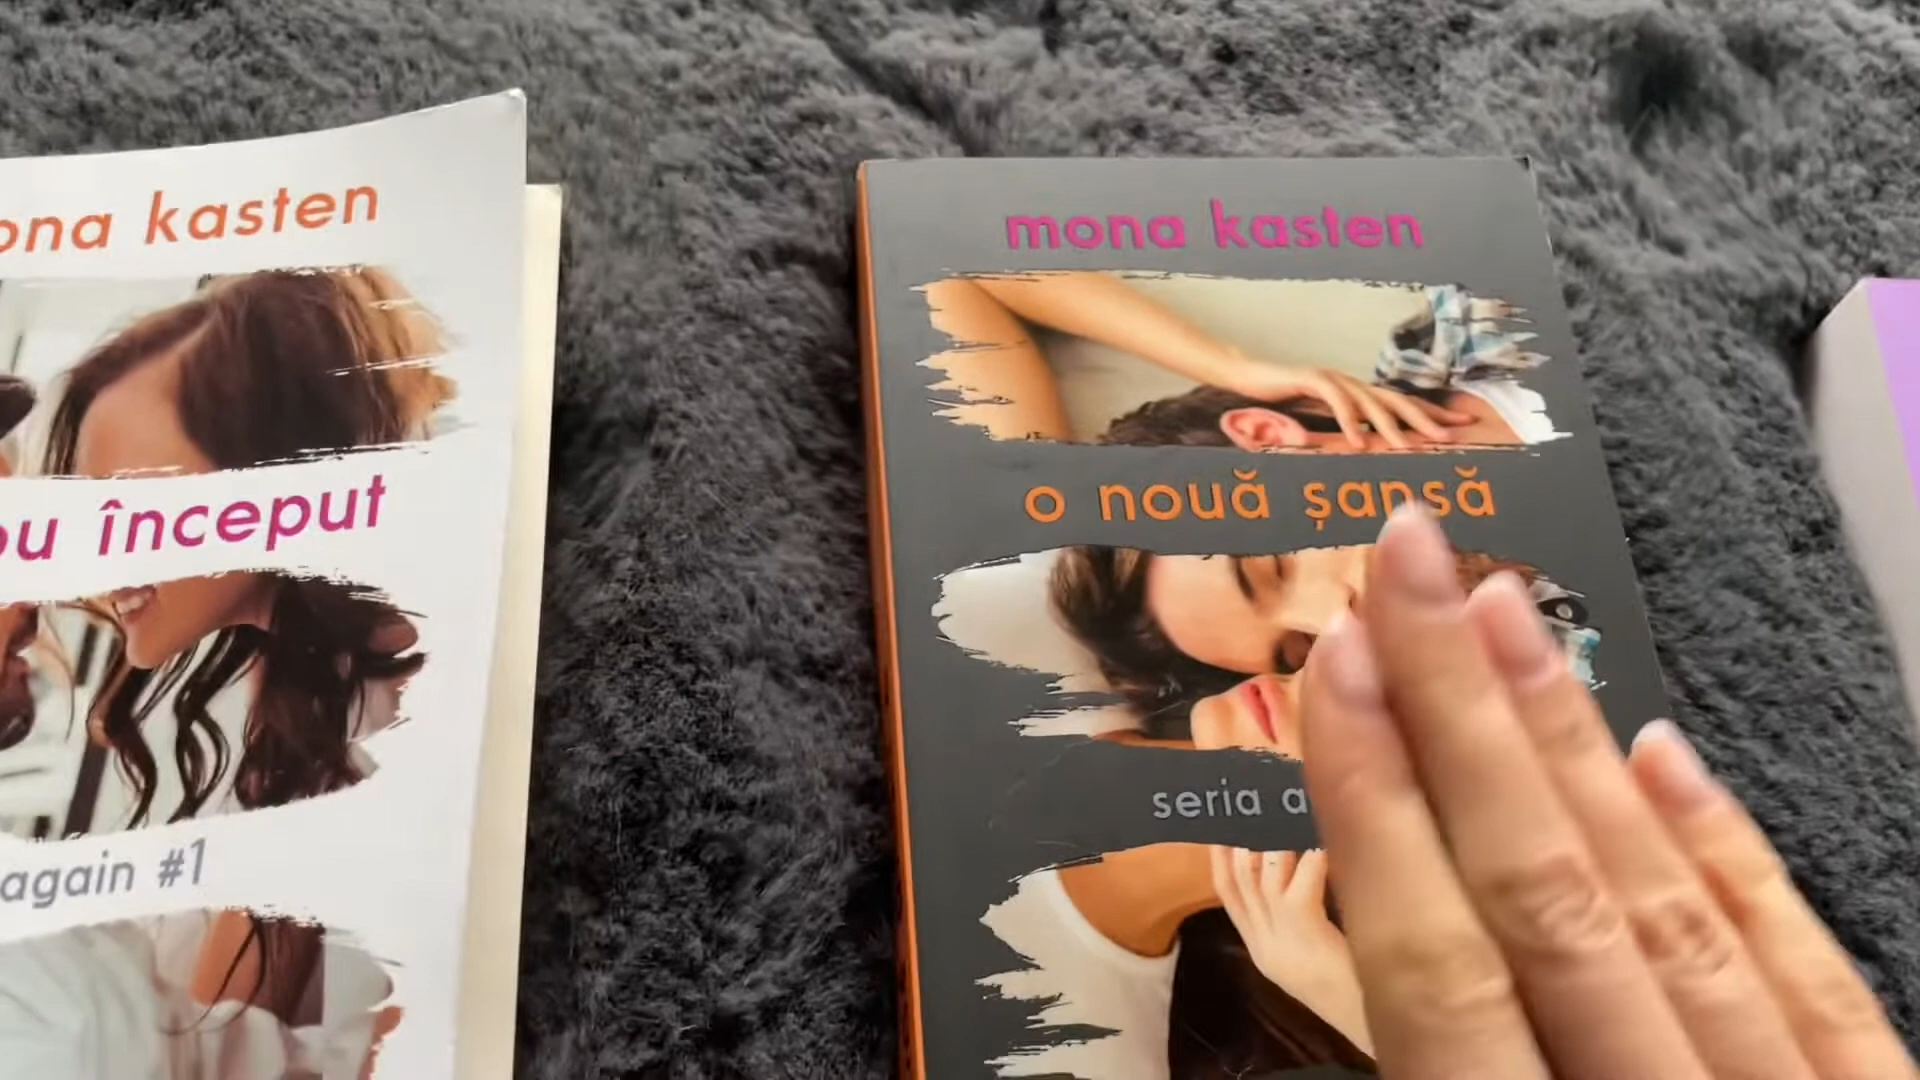 ona kasten
ou început
again #1
mona kasten
o nouă șansă
seria a